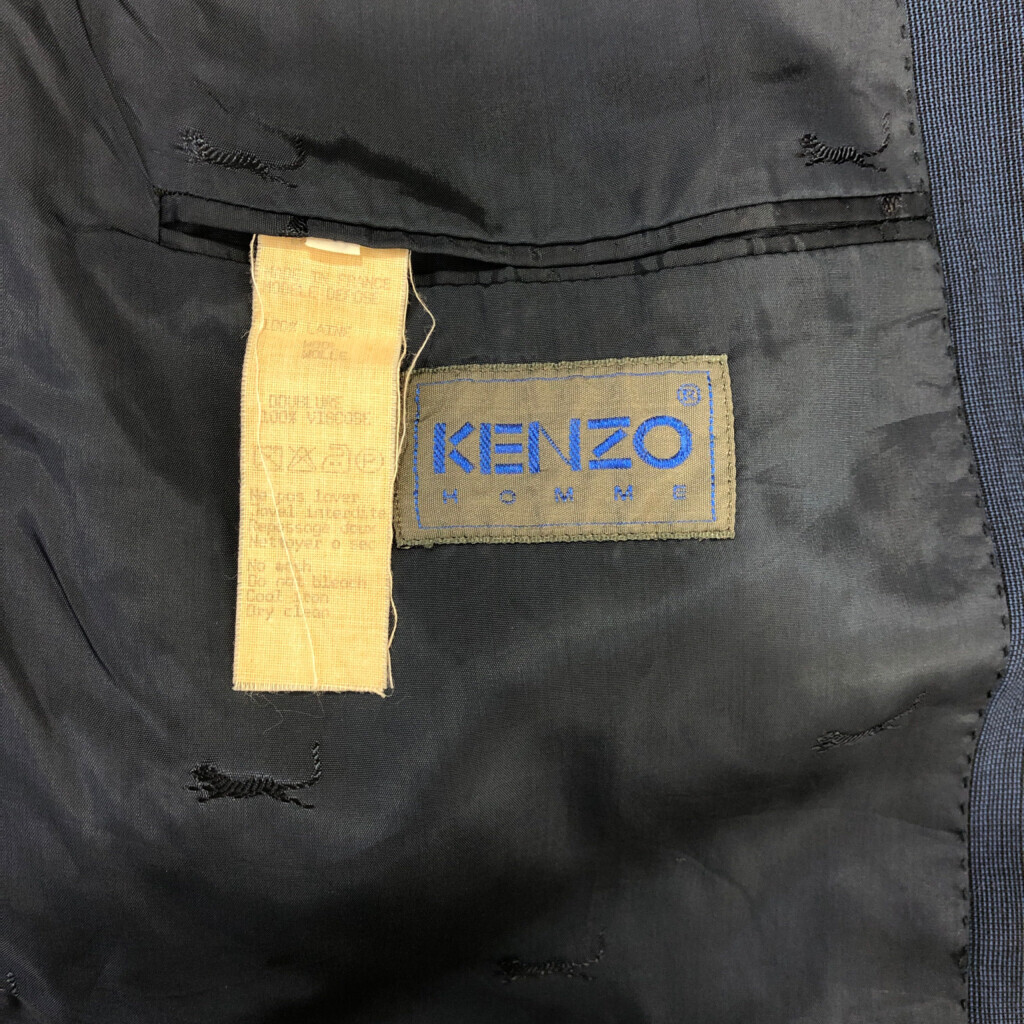 MADE IN FRANCE
MODELE DEPOSE
100% LAINE
WOOL
WOLLE
DOUBLURE
100% VISCOSE
P
No pas laver
Javel interdite
Repassage doux
Nettoyer a sec
No wash
Do not bleach
Cool iron
Dry clean
KENZO®
HOMME